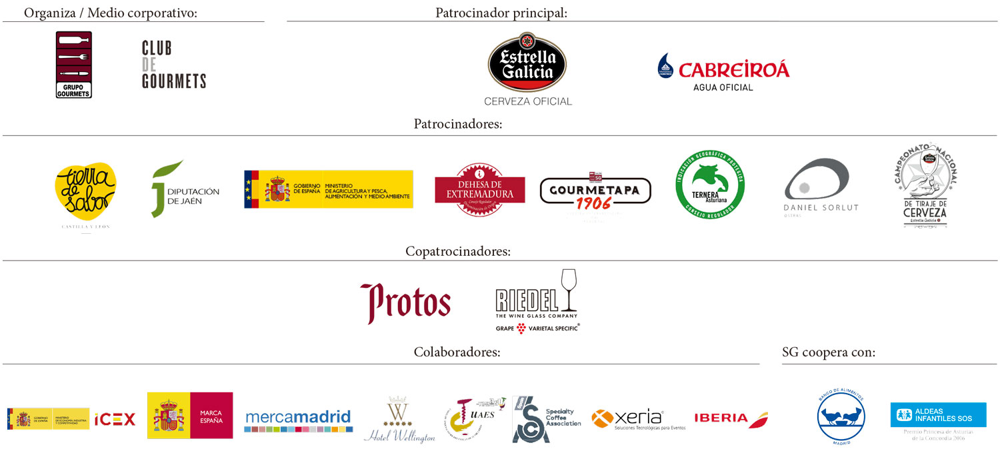 Organiza / Medio corporativo:
Patrocinador principal:
GRUPO
GOURMETS
CLUB
DE
GOURMETS
Estrella
Galicia
CERVEZA OFICIAL
CABREIROÁ
AGUA OFICIAL
Patrocinadores:
tierra
de
sabor
CASTILLA Y LEÓN
DIPUTACIÓN
DE JAÉN
GOBIERNO
DE ESPAÑA
MINISTERIO
DE AGRICULTURA Y PESCA,
ALIMENTACIÓN Y MEDIO AMBIENTE
DEHESA DE
EXTREMADURA
Consejo Regulador
Denominación de Origen
GOURMETAPA
1906
INDICACIÓN GEOGRÁFICA PROTEGIDA
TERNERA
Asturiana
CONSEJO REGULADOR
DANIEL SORLUT
OSTRAS
CAMPEONATO NACIONAL
DE TIRAJE DE
CERVEZA
Estrella Galicia
Copatrocinadores:
Protos
RIEDEL
THE WINE GLASS COMPANY
GRAPE VARIETAL SPECIFIC®
Colaboradores:
SG coopera con:
GOBIERNO
DE ESPAÑA
MINISTERIO
DE ECONOMÍA, INDUSTRIA
Y COMPETITIVIDAD
ICEX
MARCA
ESPAÑA
mercamadrid
W
Hotel Wellington
UAES
Spain
SCA
Specialty
Coffee
Association
xeria®
Soluciones Tecnológicas para Eventos
IBERIA
BANCO DE ALIMENTOS
MADRID
ALDEAS
INFANTILES SOS
Premio Princesa de Asturias
de la Concordia 2016